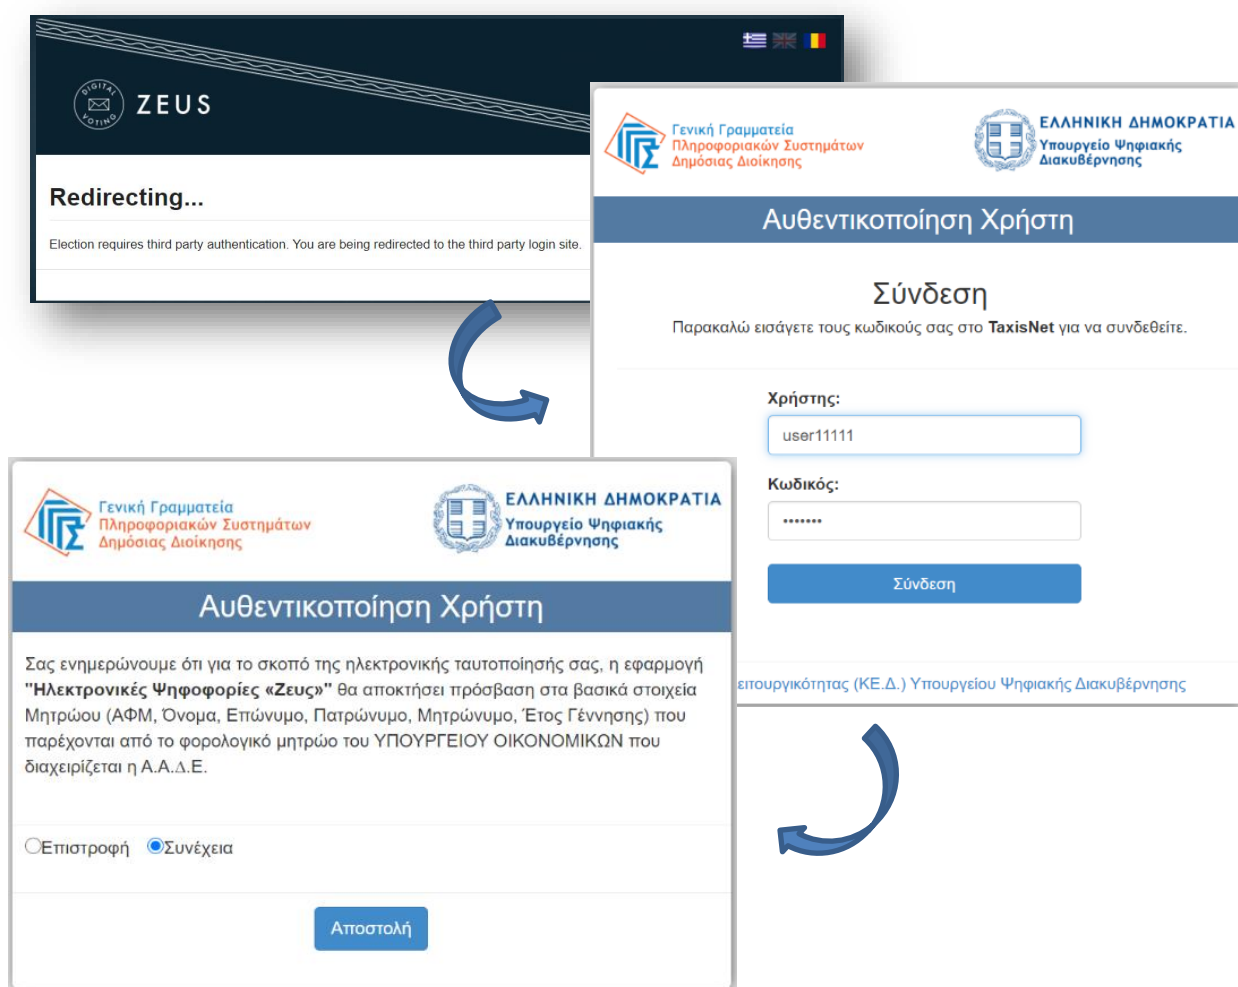 DIGITAL VOTING
ZEUS
Redirecting...
Election requires third party authentication. You are being redirected to the third party login site.
Γενική Γραμματεία
Πληροφοριακών Συστημάτων
Δημόσιας Διοίκησης
ΕΛΛΗΝΙΚΗ ΔΗΜΟΚΡΑΤΙΑ
Υπουργείο Ψηφιακής
Διακυβέρνησης
Αυθεντικοποίηση Χρήστη
Σύνδεση
Παρακαλώ εισάγετε τους κωδικούς σας στο TaxisNet για να συνδεθείτε.
Χρήστης:
user11111
Κωδικός:
•••••••
Σύνδεση
ειτουργικότητας (ΚΕ.Δ.) Υπουργείου Ψηφιακής Διακυβέρνησης
ΓΓΠΣ
Γενική Γραμματεία
Πληροφοριακών Συστημάτων
Δημόσιας Διοίκησης
ΕΛΛΗΝΙΚΗ ΔΗΜΟΚΡΑΤΙΑ
Υπουργείο Ψηφιακής
Διακυβέρνησης
Αυθεντικοποίηση Χρήστη
Σας ενημερώνουμε ότι για το σκοπό της ηλεκτρονικής ταυτοποίησής σας, η εφαρμογή
"Ηλεκτρονικές Ψηφοφορίες «Ζευς»" θα αποκτήσει πρόσβαση στα βασικά στοιχεία
Μητρώου (ΑΦΜ, Όνομα, Επώνυμο, Πατρώνυμο, Μητρώνυμο, Έτος Γέννησης) που
παρέχονται από το φορολογικό μητρώο του ΥΠΟΥΡΓΕΙΟΥ ΟΙΚΟΝΟΜΙΚΩΝ που
διαχειρίζεται η Α.Α.Δ.Ε.
Επιστροφή Συνέχεια
Αποστολή